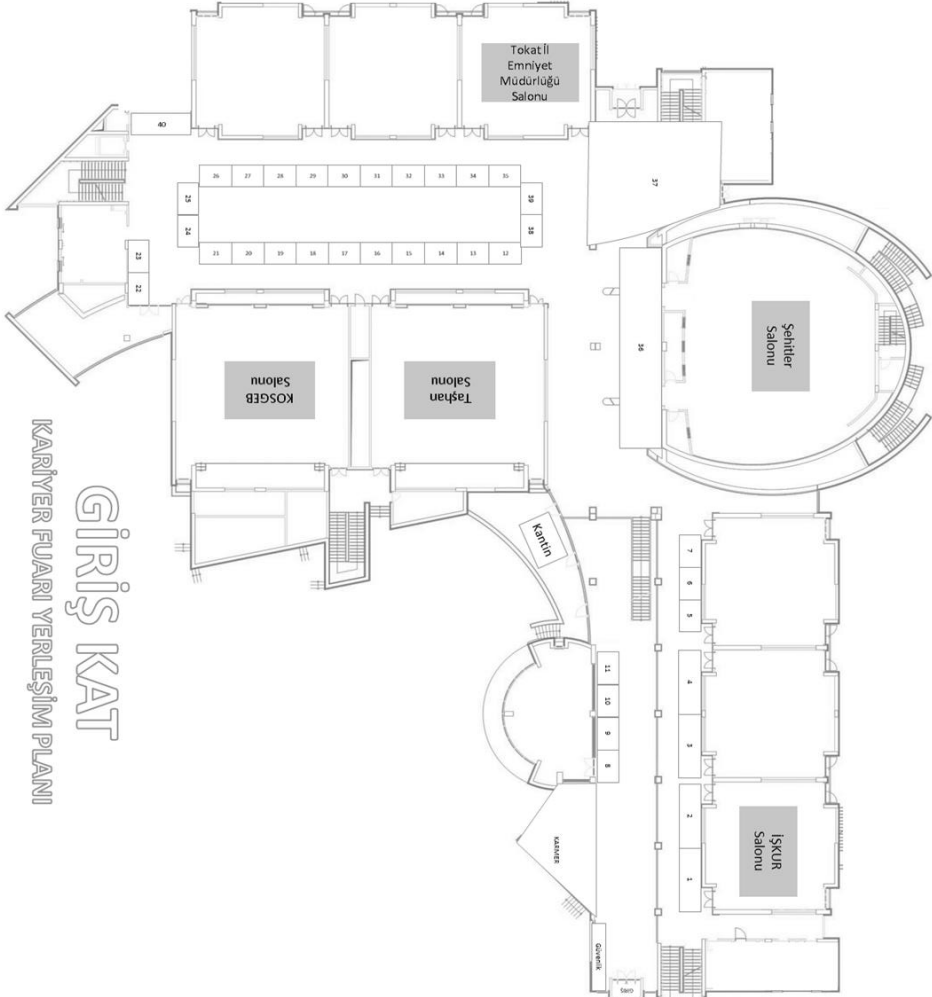 GİRİŞ KAT
KARİYER FUARI YERLEŞİM PLANI
Tokat İl
Emniyet
Müdürlüğü
Salonu
40
37
26 27 28 29 30 31 32 33 34 35
25
24
39
38
21 20 19 18 17 16 15 14 13 12
23
22
36
Şehitler
Salonu
KOSGEB
Salonu
Taşhan
Salonu
Kantin
7
6
5
4
3
2
1
11
10
9
8
İŞKUR
Salonu
KARMER
Güvenlik
GİRİŞ